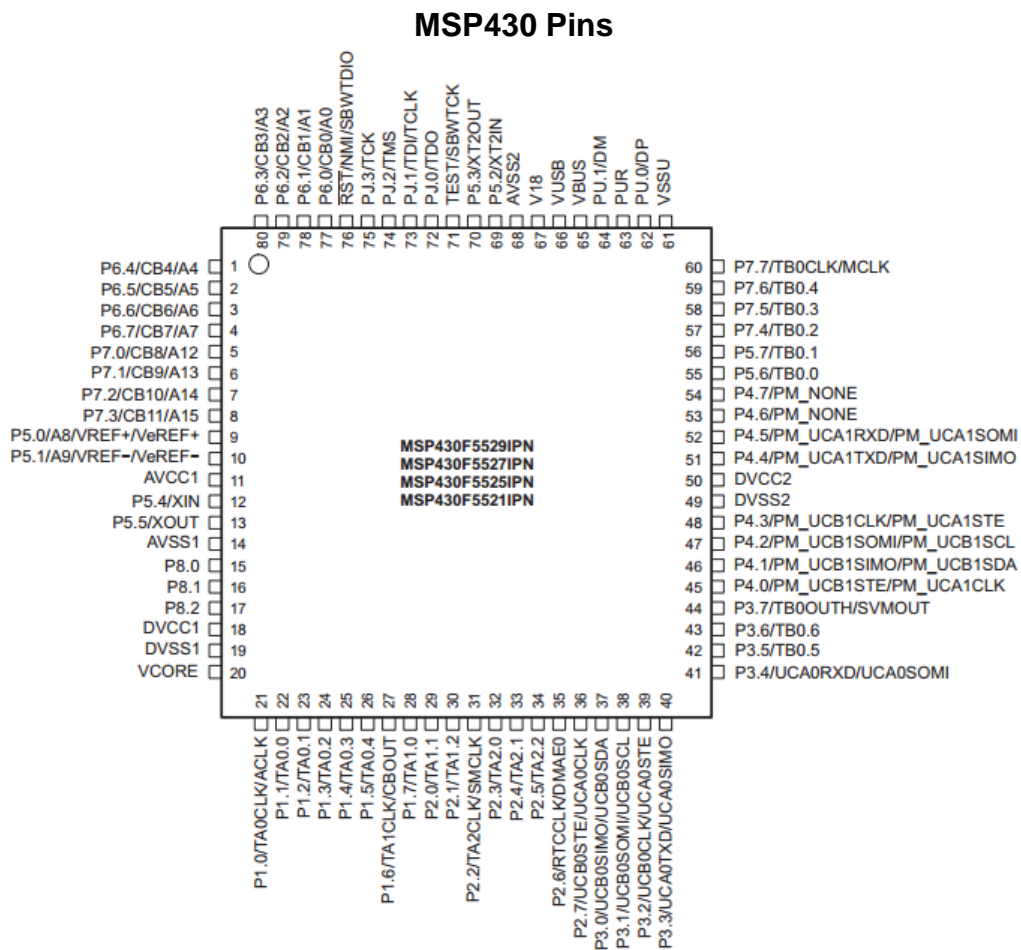 MSP430 Pins
P6.3/CB3/A3
P6.2/CB2/A2
P6.1/CB1/A1
P6.0/CB0/A0
RST/NMI/SBWTDIO
PJ.3/TCK
PJ.2/TMS
PJ.1/TDI/TCLK
PJ.0/TDO
TEST/SBWTCK
P5.3/XT2OUT
P5.2/XT2IN
AVSS2
V18
VUSB
VBUS
PU.1/DM
PUR
PU.0/DP
VSSU
80
79
78
77
76
75
74
73
72
71
70
69
68
67
66
65
64
63
62
61
P6.4/CB4/A4 1
P6.5/CB5/A5 2
P6.6/CB6/A6 3
P6.7/CB7/A7 4
P7.0/CB8/A12 5
P7.1/CB9/A13 6
P7.2/CB10/A14 7
P7.3/CB11/A15 8
P5.0/A8/VREF+/VeREF+ 9
P5.1/A9/VREF−/VeREF− 10
AVCC1 11
P5.4/XIN 12
P5.5/XOUT 13
AVSS1 14
P8.0 15
P8.1 16
P8.2 17
DVCC1 18
DVSS1 19
VCORE 20
MSP430F5529IPN
MSP430F5527IPN
MSP430F5525IPN
MSP430F5521IPN
60 P7.7/TB0CLK/MCLK
59 P7.6/TB0.4
58 P7.5/TB0.3
57 P7.4/TB0.2
56 P5.7/TB0.1
55 P5.6/TB0.0
54 P4.7/PM_NONE
53 P4.6/PM_NONE
52 P4.5/PM_UCA1RXD/PM_UCA1SOMI
51 P4.4/PM_UCA1TXD/PM_UCA1SIMO
50 DVCC2
49 DVSS2
48 P4.3/PM_UCB1CLK/PM_UCA1STE
47 P4.2/PM_UCB1SOMI/PM_UCB1SCL
46 P4.1/PM_UCB1SIMO/PM_UCB1SDA
45 P4.0/PM_UCB1STE/PM_UCA1CLK
44 P3.7/TB0OUTH/SVMOUT
43 P3.6/TB0.6
42 P3.5/TB0.5
41 P3.4/UCA0RXD/UCA0SOMI
21
22
23
24
25
26
27
28
29
30
31
32
33
34
35
36
37
38
39
40
P1.0/TA0CLK/ACLK
P1.1/TA0.0
P1.2/TA0.1
P1.3/TA0.2
P1.4/TA0.3
P1.5/TA0.4
P1.6/TA1CLK/CBOUT
P1.7/TA1.0
P2.0/TA1.1
P2.1/TA1.2
P2.2/TA2CLK/SMCLK
P2.3/TA2.0
P2.4/TA2.1
P2.5/TA2.2
P2.6/RTCCLK/DMAE0
P2.7/UCB0STE/UCA0CLK
P3.0/UCB0SIMO/UCB0SDA
P3.1/UCB0SOMI/UCB0SCL
P3.2/UCB0CLK/UCA0STE
P3.3/UCA0TXD/UCA0SIMO